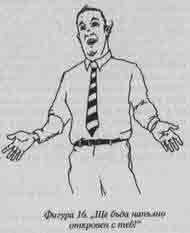 Фигура 16. „Ще бъда напълно
откровен с теб!“